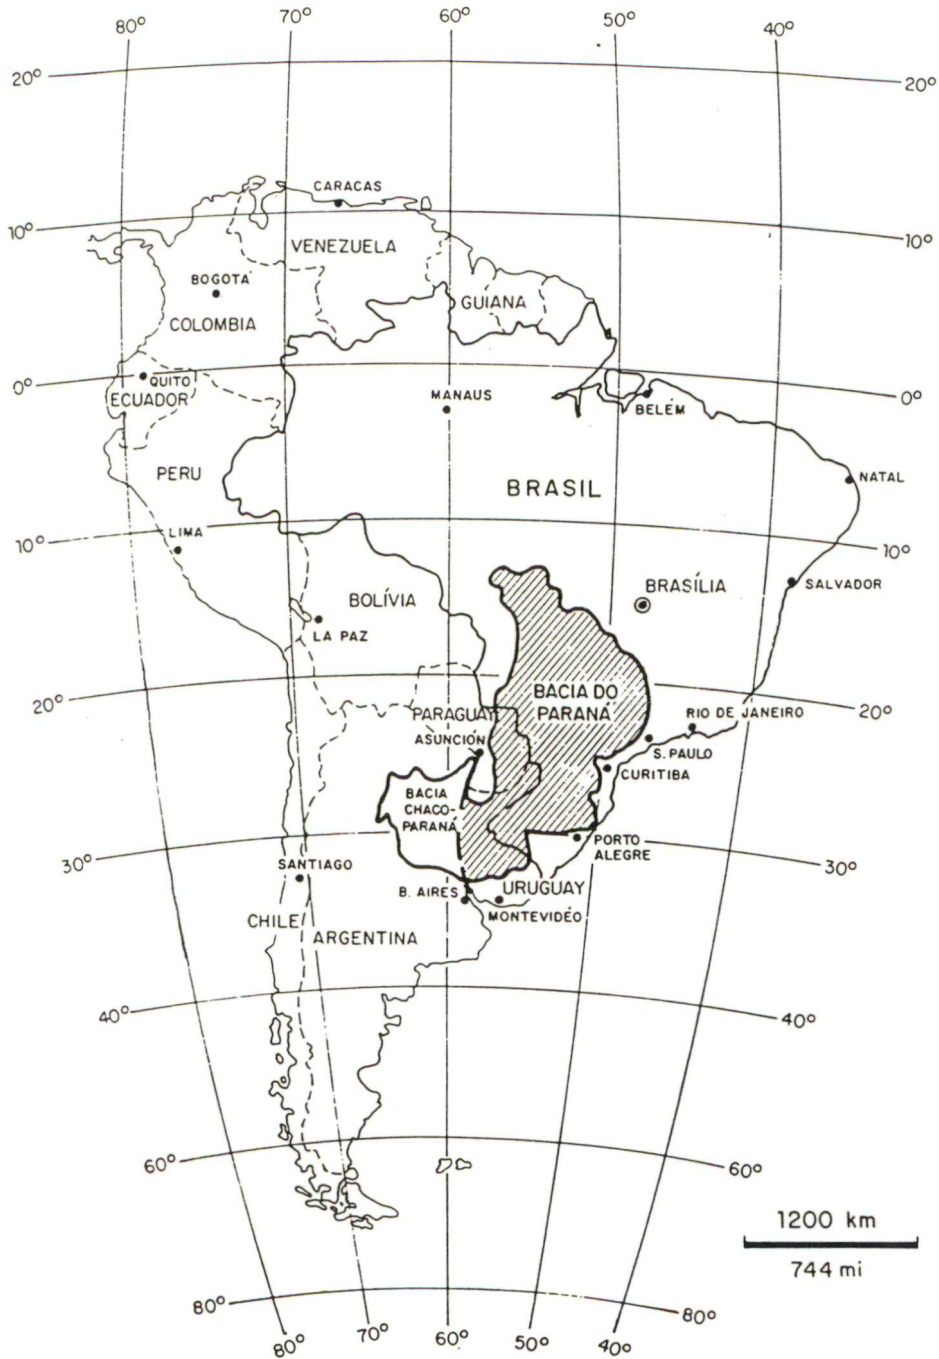 80°
70°
60°
50°
40°
20°
20°
CARACAS
10°
10°
VENEZUELA
BOGOTÁ
GUIANA
COLOMBIA
0°
QUITO
ECUADOR
MANAUS
BELÉM
0°
PERU
BRASIL
NATAL
LIMA
10°
10°
BOLÍVIA
BRASÍLIA
SALVADOR
LA PAZ
20°
BACIA DO
PARANÁ
20°
PARAGUAY
RIO DE JANEIRO
ASUNCIÓN
S. PAULO
CURITIBA
BACIA
CHACO-
PARANÁ
30°
PORTO
ALEGRE
30°
SANTIAGO
B. AIRES
URUGUAY
MONTEVIDÉO
CHILE
ARGENTINA
40°
40°
60°
60°
1200 km
744 mi
80°
80°
80°
70°
60°
50°
40°